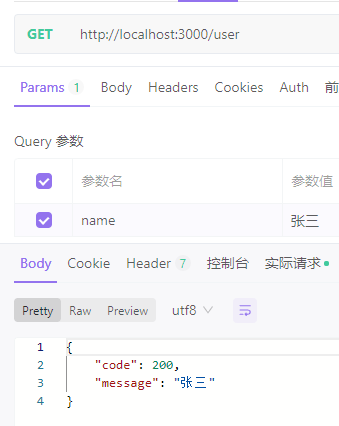 GET http://localhost:3000/user
Params 1 Body Headers Cookies Auth 前
Query 参数
参数名 参数值
name 张三
Body Cookie Header 7 控制台 实际请求
Pretty Raw Preview utf8
1 {
2 "code": 200,
3 "message": "张三"
4 }